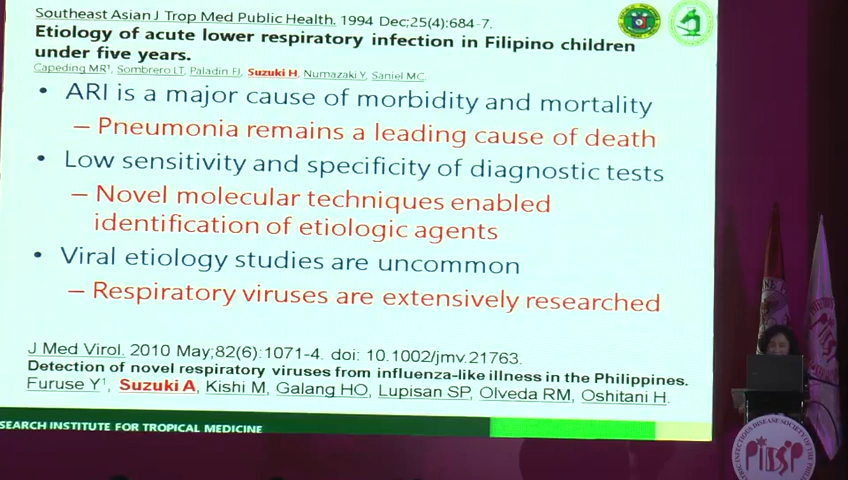 Southeast Asian J Trop Med Public Health. 1994 Dec;25(4):684-7.
Etiology of acute lower respiratory infection in Filipino children
under five years.
Capeding MR¹, Sombrero LT, Paladin FJ, Suzuki H, Numazaki Y, Saniel MC.
• ARI is a major cause of morbidity and mortality
– Pneumonia remains a leading cause of death
• Low sensitivity and specificity of diagnostic tests
– Novel molecular techniques enabled
identification of etiologic agents
• Viral etiology studies are uncommon
– Respiratory viruses are extensively researched
J Med Virol. 2010 May;82(6):1071-4. doi: 10.1002/jmv.21763.
Detection of novel respiratory viruses from influenza-like illness in the Philippines.
Furuse Y¹, Suzuki A, Kishi M, Galang HO, Lupisan SP, Olveda RM, Oshitani H.
SEARCH INSTITUTE FOR TROPICAL MEDICINE